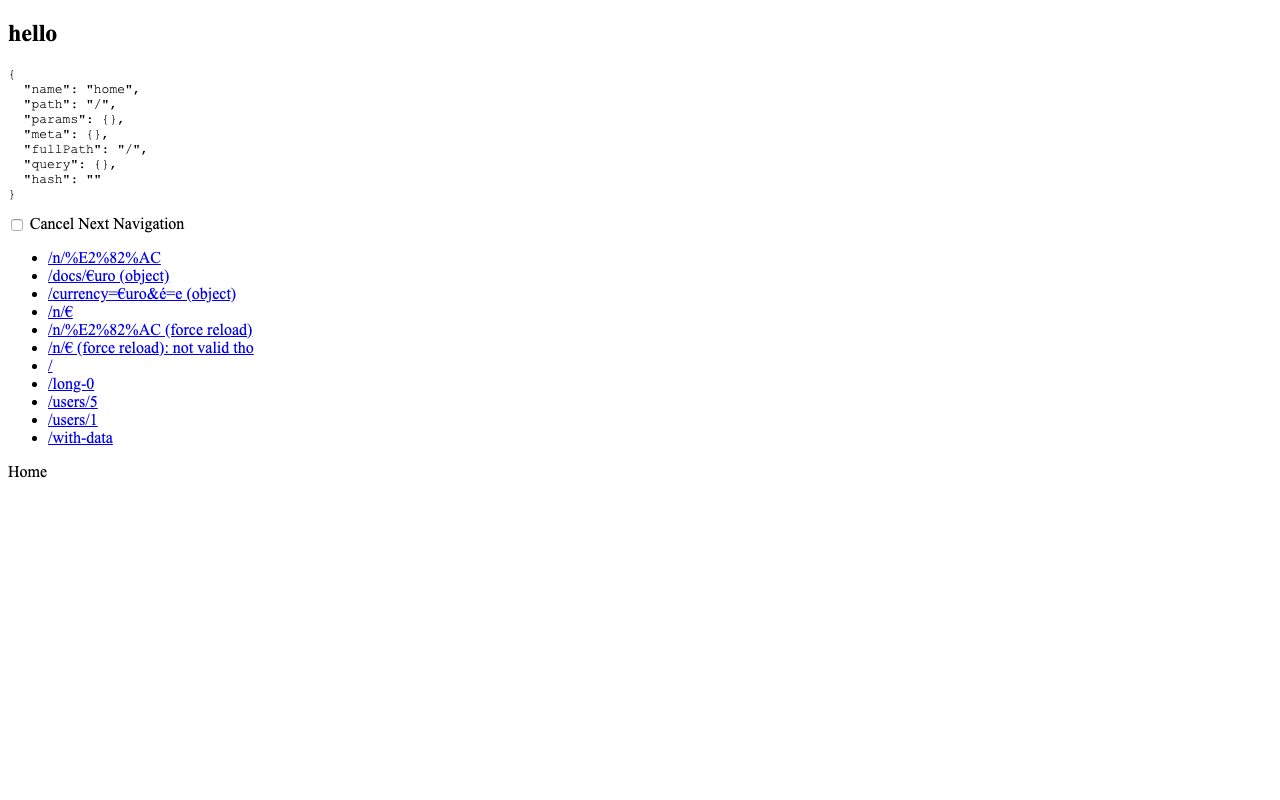 hello
{
  "name": "home",
  "path": "/",
  "params": {},
  "meta": {},
  "fullPath": "/",
  "query": {},
  "hash": ""
}
Cancel Next Navigation
/n/%E2%82%AC
/docs/€uro (object)
/currency=€uro&é=e (object)
/n/€
/n/%E2%82%AC (force reload)
/n/€ (force reload): not valid tho
/
/long-0
/users/5
/users/1
/with-data
Home